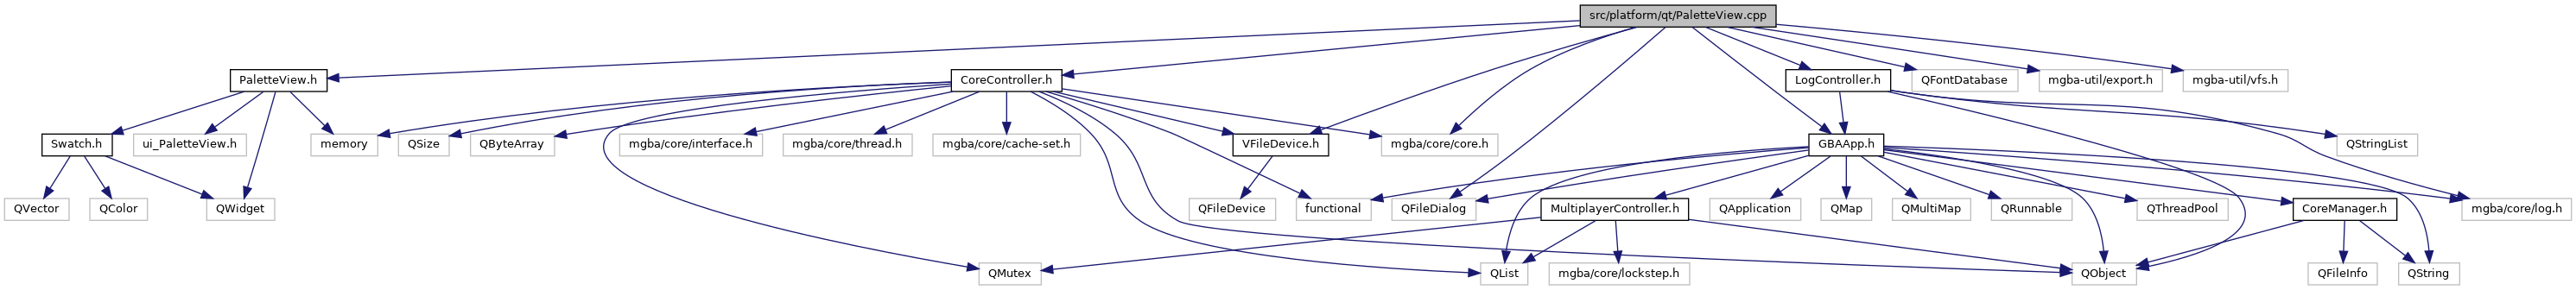 src/platform/qt/PaletteView.cpp
PaletteView.h
CoreController.h
LogController.h
QFontDatabase
mgba-util/export.h
mgba-util/vfs.h
Swatch.h
ui_PaletteView.h
memory
QSize
QByteArray
mgba/core/interface.h
mgba/core/thread.h
mgba/core/cache-set.h
VFileDevice.h
mgba/core/core.h
GBAApp.h
QStringList
QVector
QColor
QWidget
QFileDevice
functional
QFileDialog
MultiplayerController.h
QApplication
QMap
QMultiMap
QRunnable
QThreadPool
CoreManager.h
mgba/core/log.h
QMutex
QList
mgba/core/lockstep.h
QObject
QFileInfo
QString